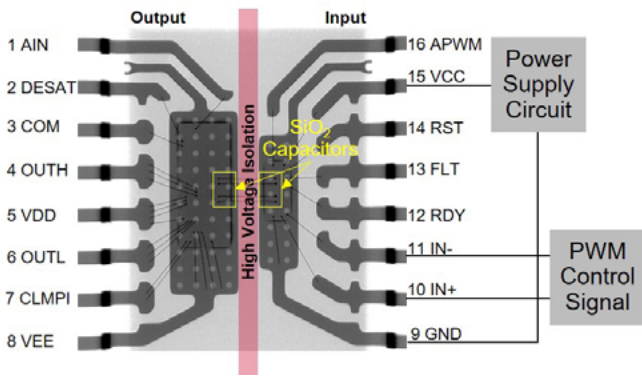 Output
Input
1 AIN
2 DESAT
3 COM
4 OUTH
5 VDD
6 OUTL
7 CLMPI
8 VEE
High Voltage Isolation
SiO2
Capacitors
16 APWM
15 VCC
14 RST
13 FLT
12 RDY
11 IN-
10 IN+
9 GND
Power
Supply
Circuit
PWM
Control
Signal